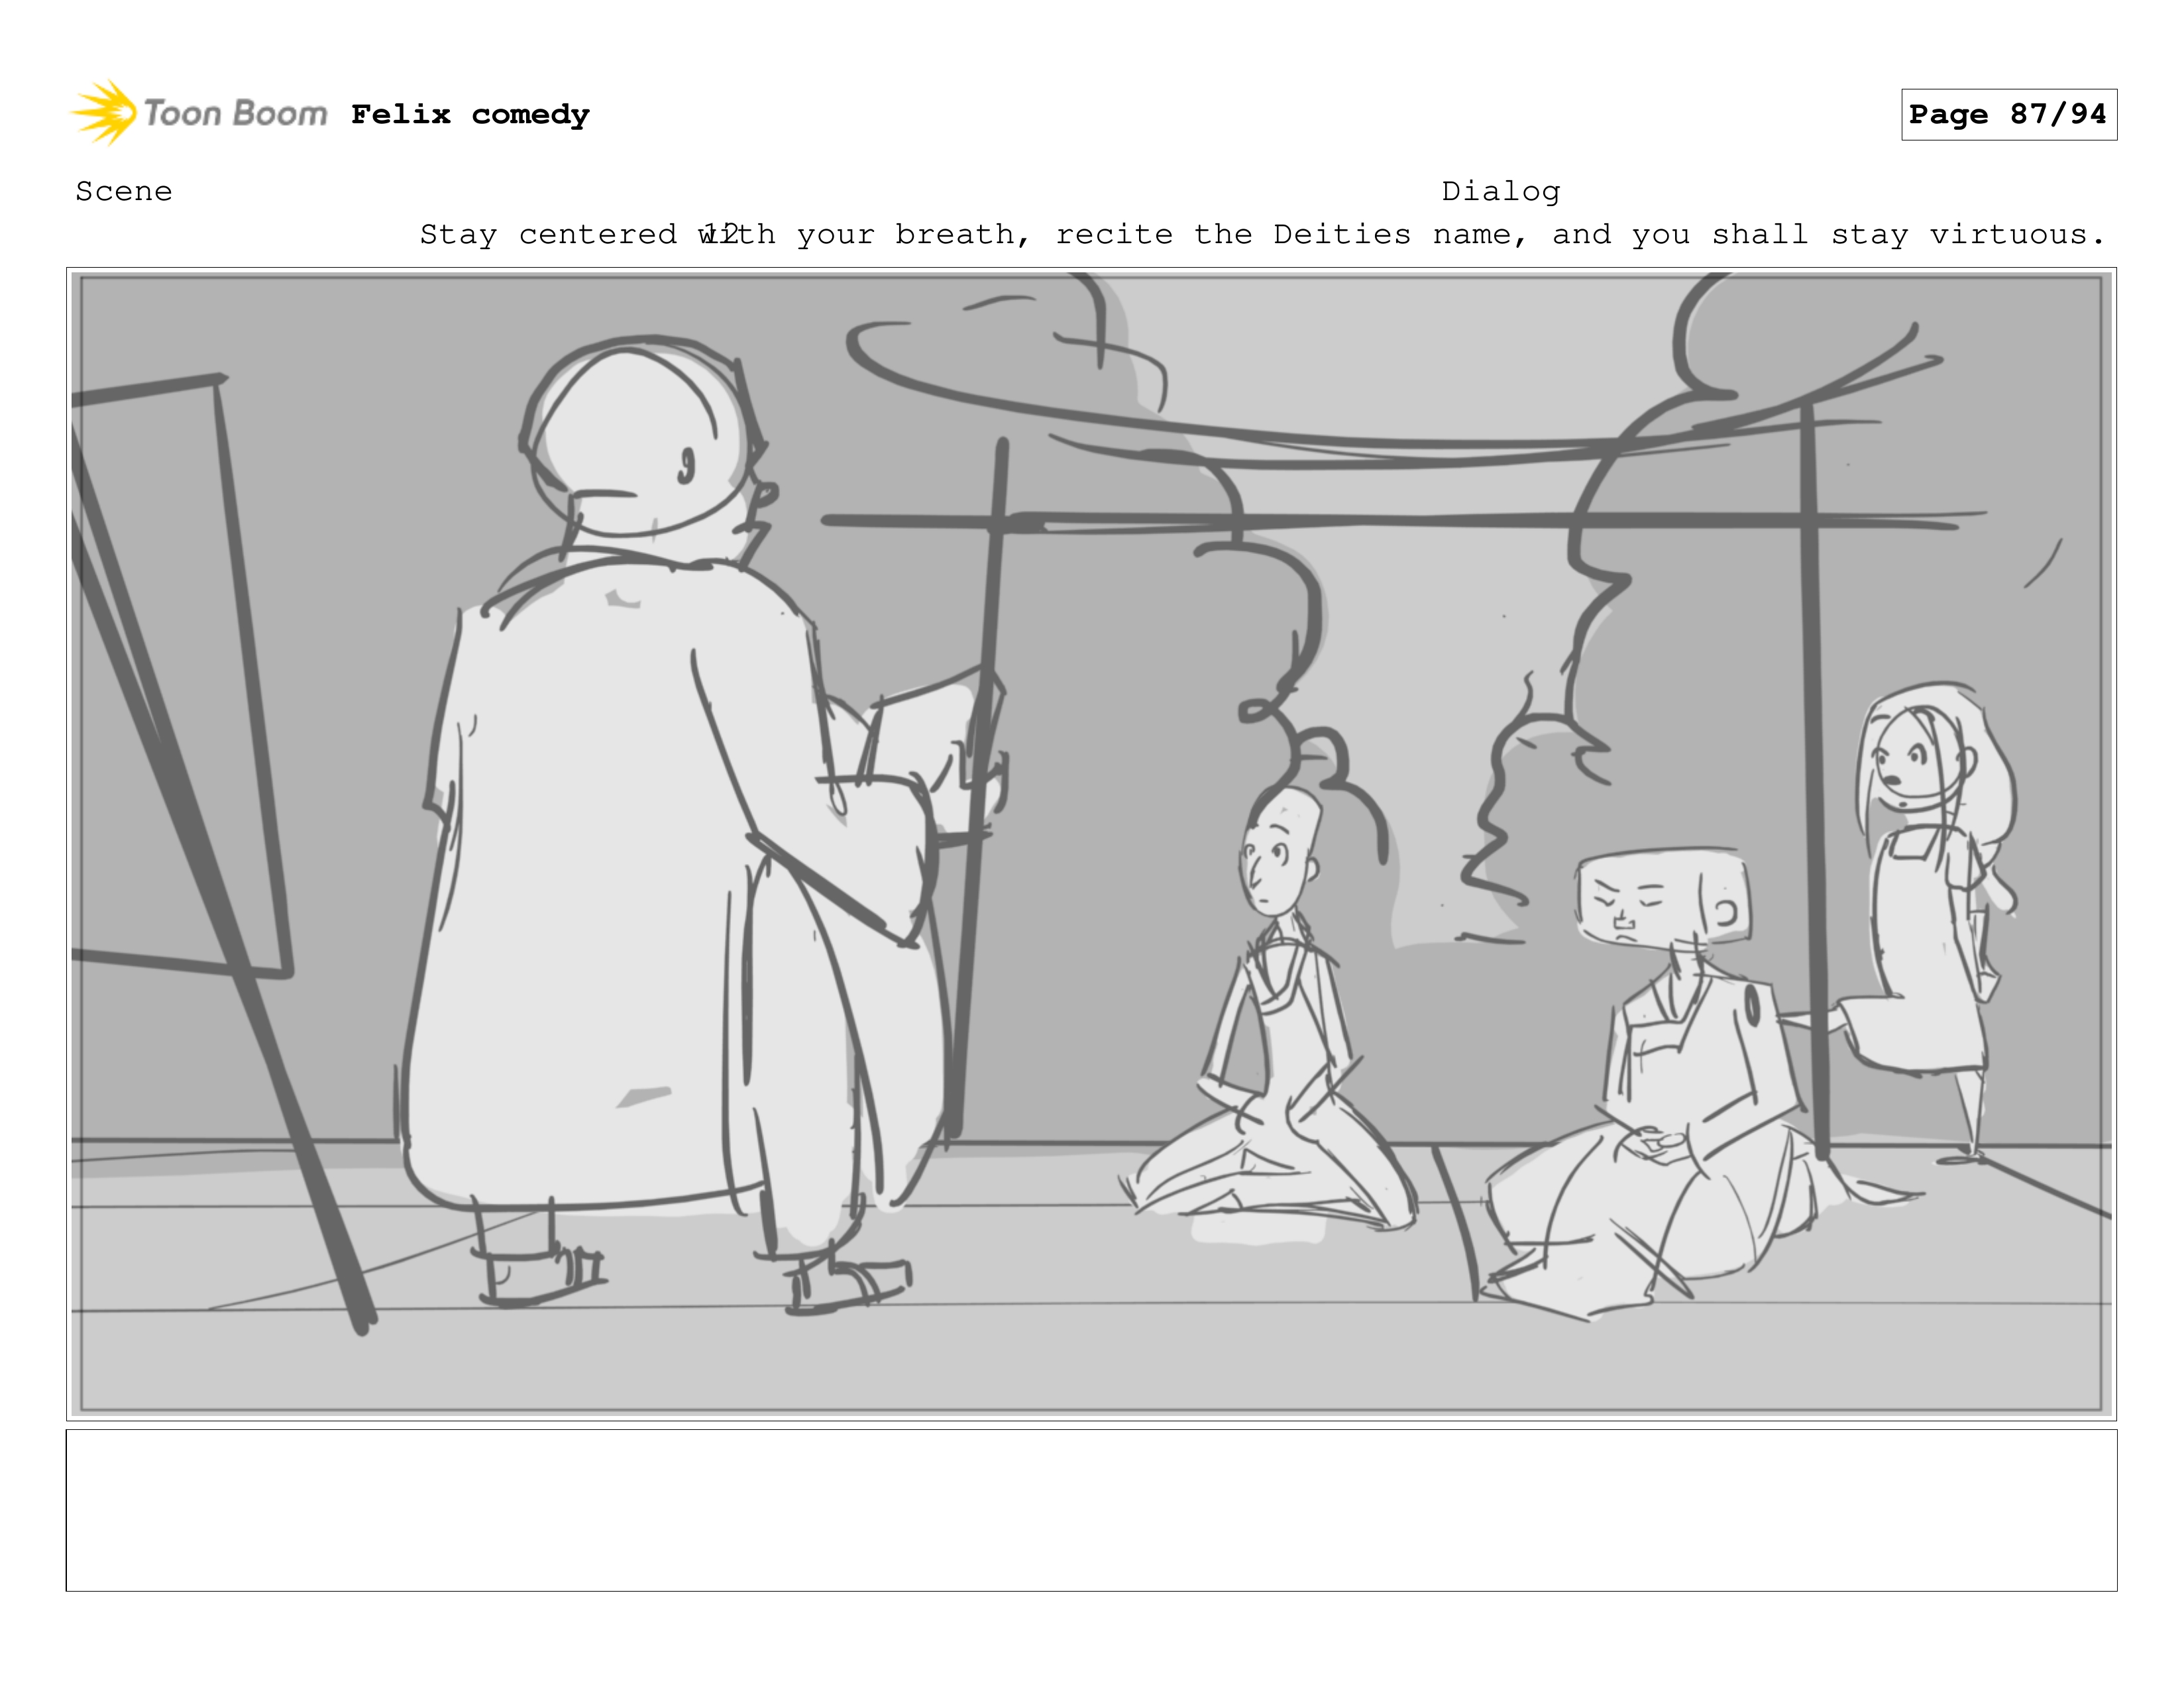 Toon Boom Felix comedy Page 87/94
Scene Dialog
12 Stay centered with your breath, recite the Deities name, and you shall stay virtuous.